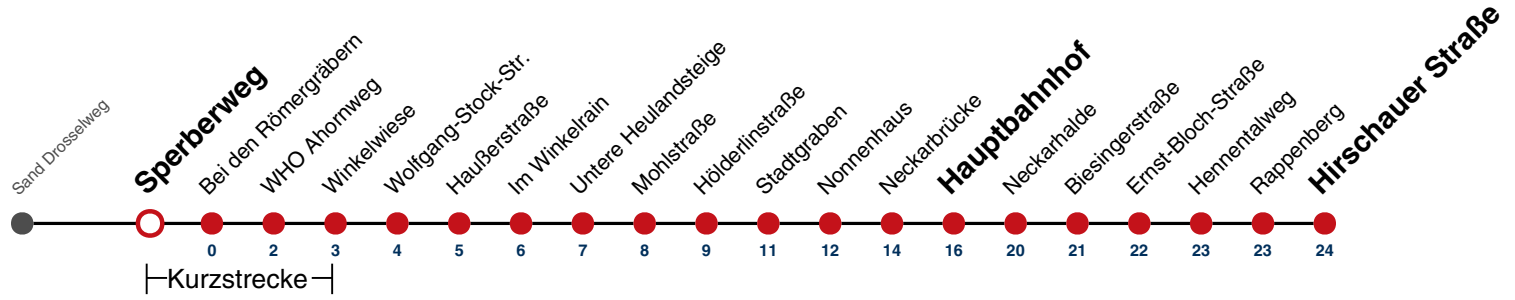 Sand Drosselweg
Sperberweg
Bei den Römergräbern
WHO Ahornweg
Winkelwiese
Wolfgang-Stock-Str.
Haußerstraße
Im Winkelrain
Untere Heulandsteige
Mohlstraße
Hölderlinstraße
Stadtgraben
Nonnenhaus
Neckarbrücke
Hauptbahnhof
Neckarhalde
Biesingerstraße
Ernst-Bloch-Straße
Hennentalweg
Rappenberg
Hirschauer Straße
0 2 3 4 5 6 7 8 9 11 12 14 16 20 21 22 23 23 24
Kurzstrecke